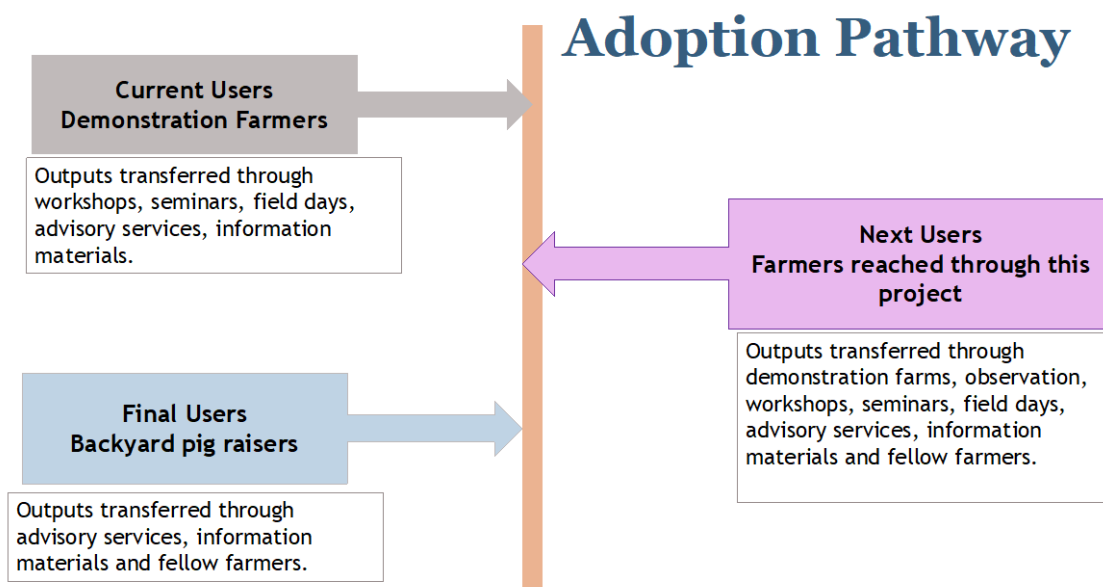 Adoption Pathway
Current Users
Demonstration Farmers
Outputs transferred through
workshops, seminars, field days,
advisory services, information
materials.
Next Users
Farmers reached through this
project
Outputs transferred through
demonstration farms, observation,
workshops, seminars, field days,
advisory services, information
materials and fellow farmers.
Final Users
Backyard pig raisers
Outputs transferred through
advisory services, information
materials and fellow farmers.